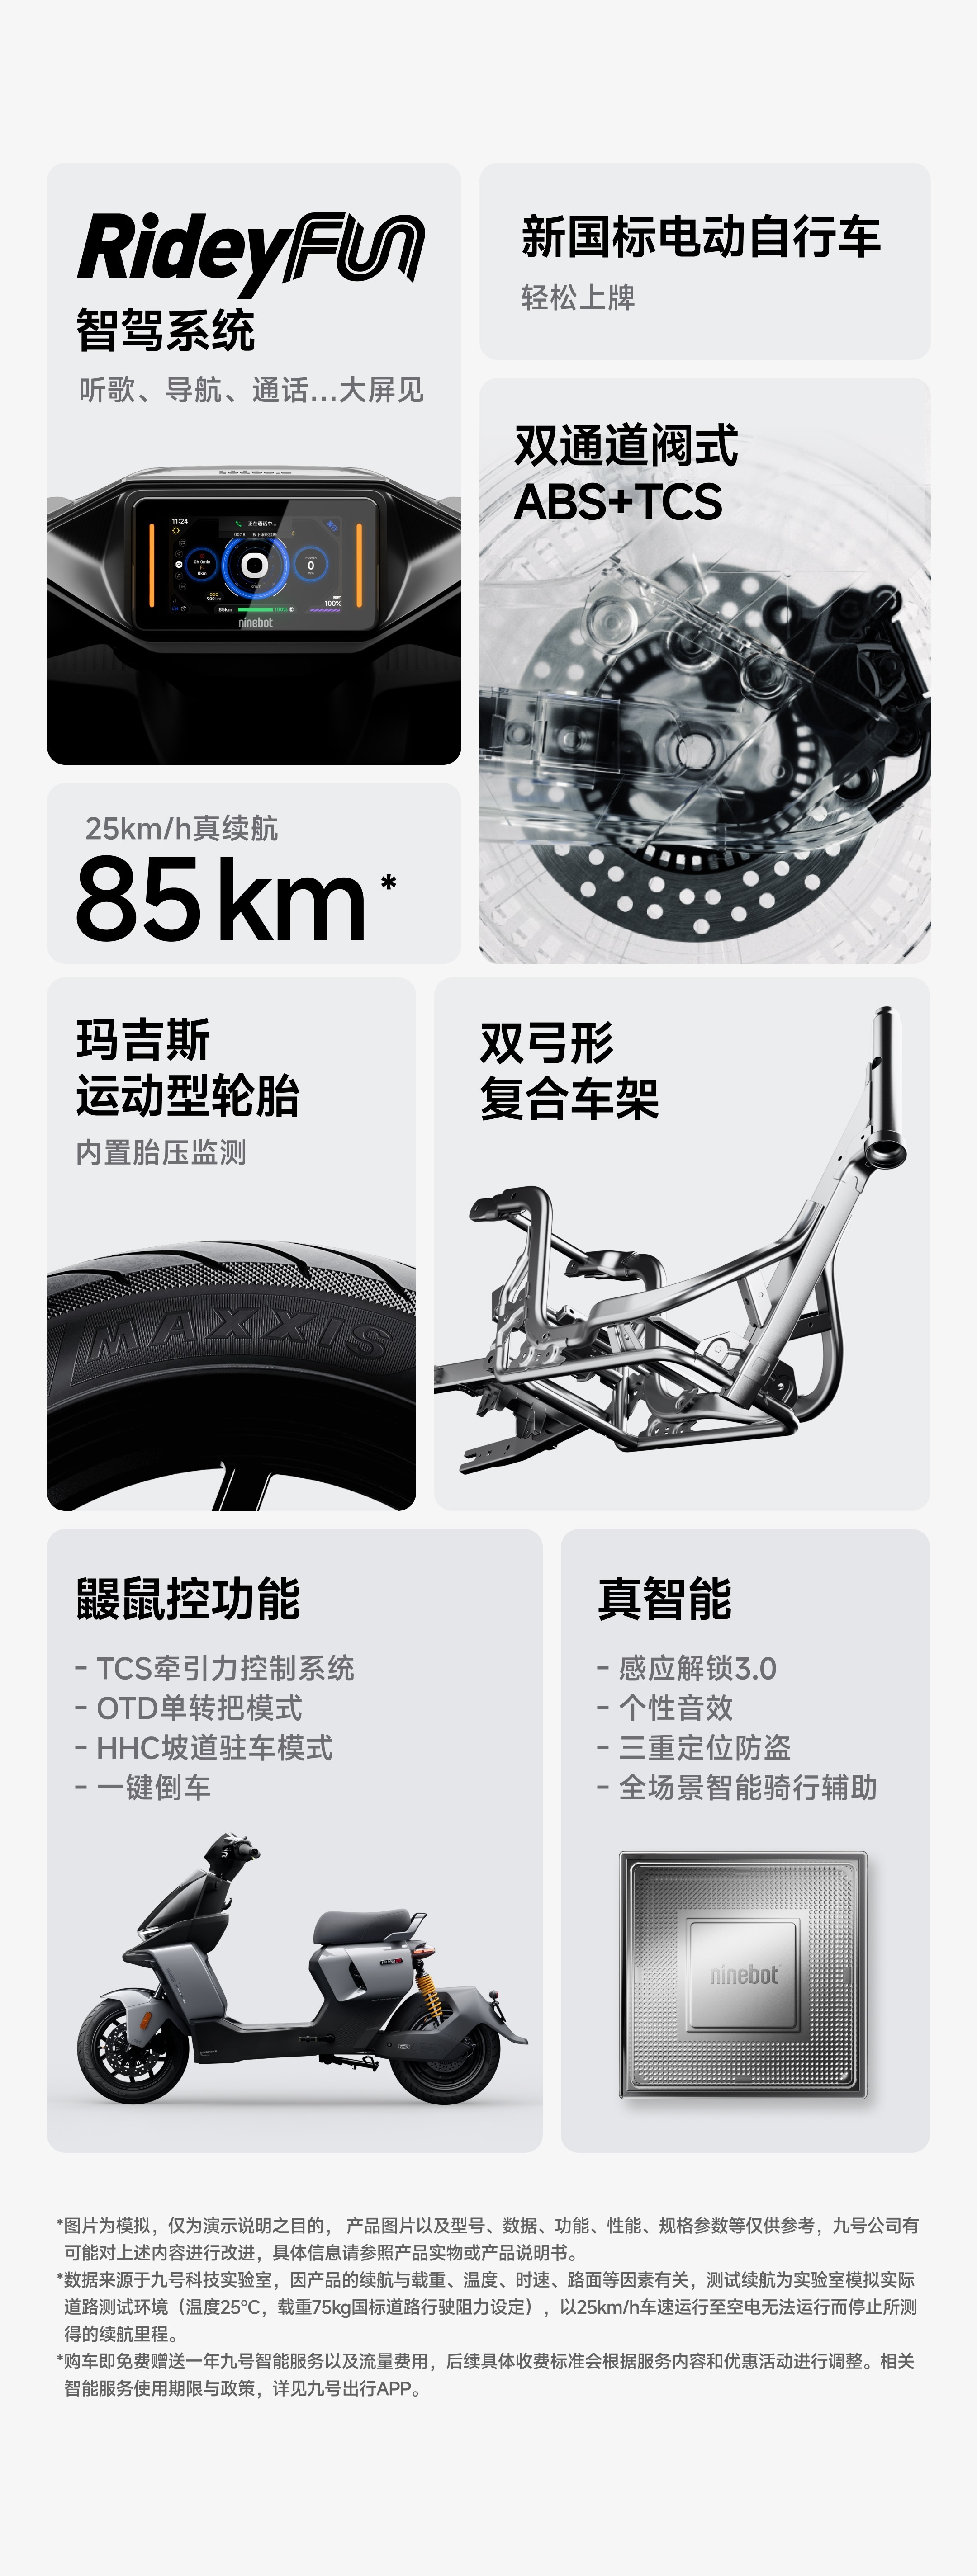 RideyFUN
智驾系统
听歌、导航、通话...大屏见
11:24
正在通话中...
00:18
0h 0min
0km
0
ODO
85km
100%
100%
ninebot
新国标电动自行车
轻松上牌
双通道阀式
ABS+TCS
25km/h真续航
85km*
玛吉斯
运动型轮胎
内置胎压监测
MAXXIS
双弓形
复合车架
鼹鼠控功能
- TCS牵引力控制系统
- OTD单转把模式
- HHC坡道驻车模式
- 一键倒车
真智能
- 感应解锁3.0
- 个性音效
- 三重定位防盗
- 全场景智能骑行辅助
ninebot
*图片为模拟，仅为演示说明之目的， 产品图片以及型号、数据、功能、性能、规格参数等仅供参考，九号公司有
可能对上述内容进行改进，具体信息请参照产品实物或产品说明书。
*数据来源于九号科技实验室，因产品的续航与载重、温度、时速、路面等因素有关，测试续航为实验室模拟实际
道路测试环境（温度25℃，载重75kg国标道路行驶阻力设定），以25km/h车速运行至空电无法运行而停止所测
得的续航里程。
*购车即免费赠送一年九号智能服务以及流量费用，后续具体收费标准会根据服务内容和优惠活动进行调整。相关
智能服务使用期限与政策，详见九号出行APP。